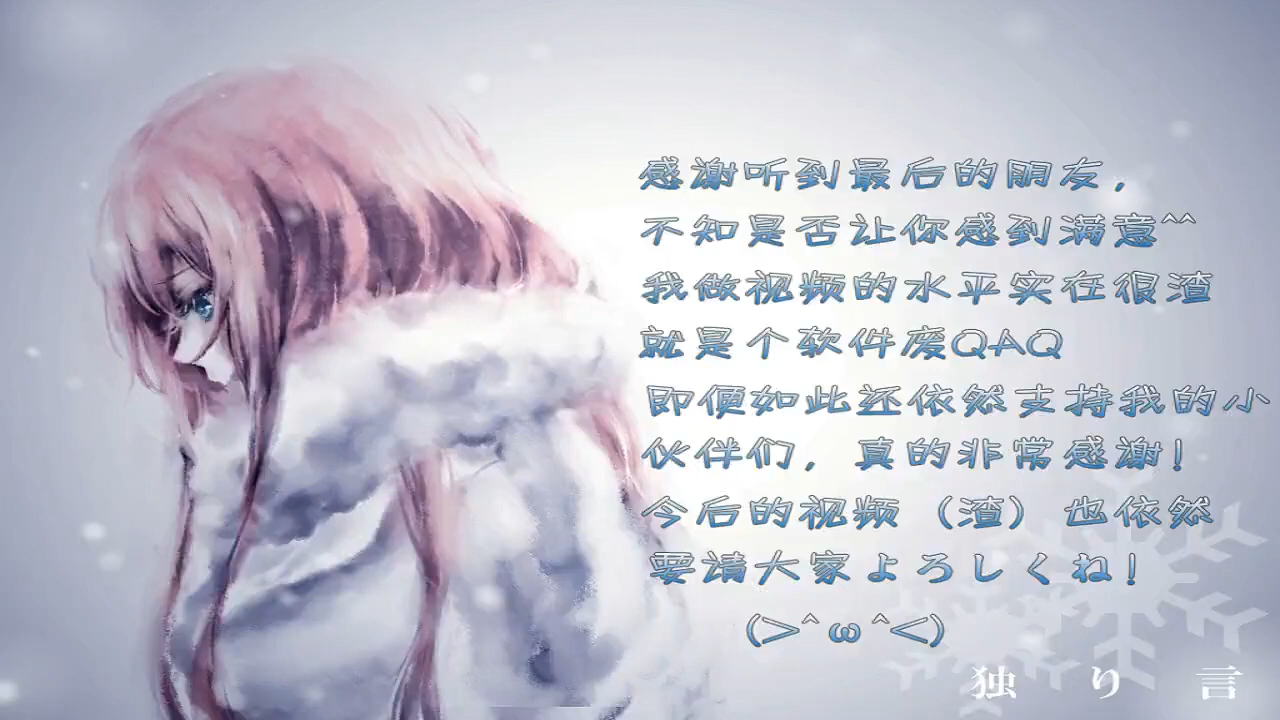 感谢听到最后的朋友，
不知是否让你感到满意^^
我做视频的水平实在很渣
就是个软件废QAQ
即便如此还依然支持我的小
伙伴们，真的非常感谢！
今后的视频（渣）也依然
要请大家よろしくね！
(>^ω^<)
独り言